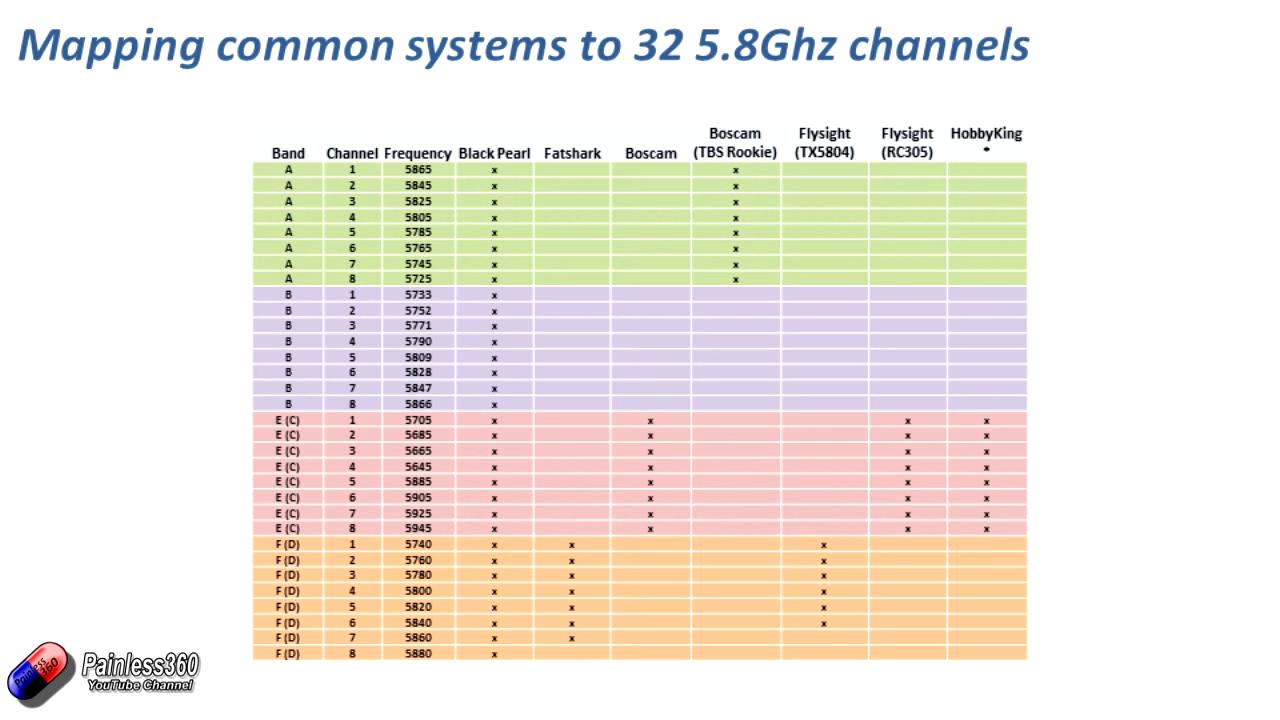 Mapping common systems to 32 5.8Ghz channels
Boscam Flysight Flysight HobbyKing
Band Channel Frequency Black Pearl Fatshark Boscam (TBS Rookie) (TX5804) (RC305) *
A 1 5865 x x
A 2 5845 x x
A 3 5825 x x
A 4 5805 x x
A 5 5785 x x
A 6 5765 x x
A 7 5745 x x
A 8 5725 x x
B 1 5733 x
B 2 5752 x
B 3 5771 x
B 4 5790 x
B 5 5809 x
B 6 5828 x
B 7 5847 x
B 8 5866 x
E (C) 1 5705 x x x x
E (C) 2 5685 x x x x
E (C) 3 5665 x x x x
E (C) 4 5645 x x x x
E (C) 5 5885 x x x x
E (C) 6 5905 x x x x
E (C) 7 5925 x x x x
E (C) 8 5945 x x x x
F (D) 1 5740 x x x
F (D) 2 5760 x x x
F (D) 3 5780 x x x
F (D) 4 5800 x x x
F (D) 5 5820 x x x
F (D) 6 5840 x x x
F (D) 7 5860 x x
F (D) 8 5880 x
Painless
360
Painless360
YouTube Channel